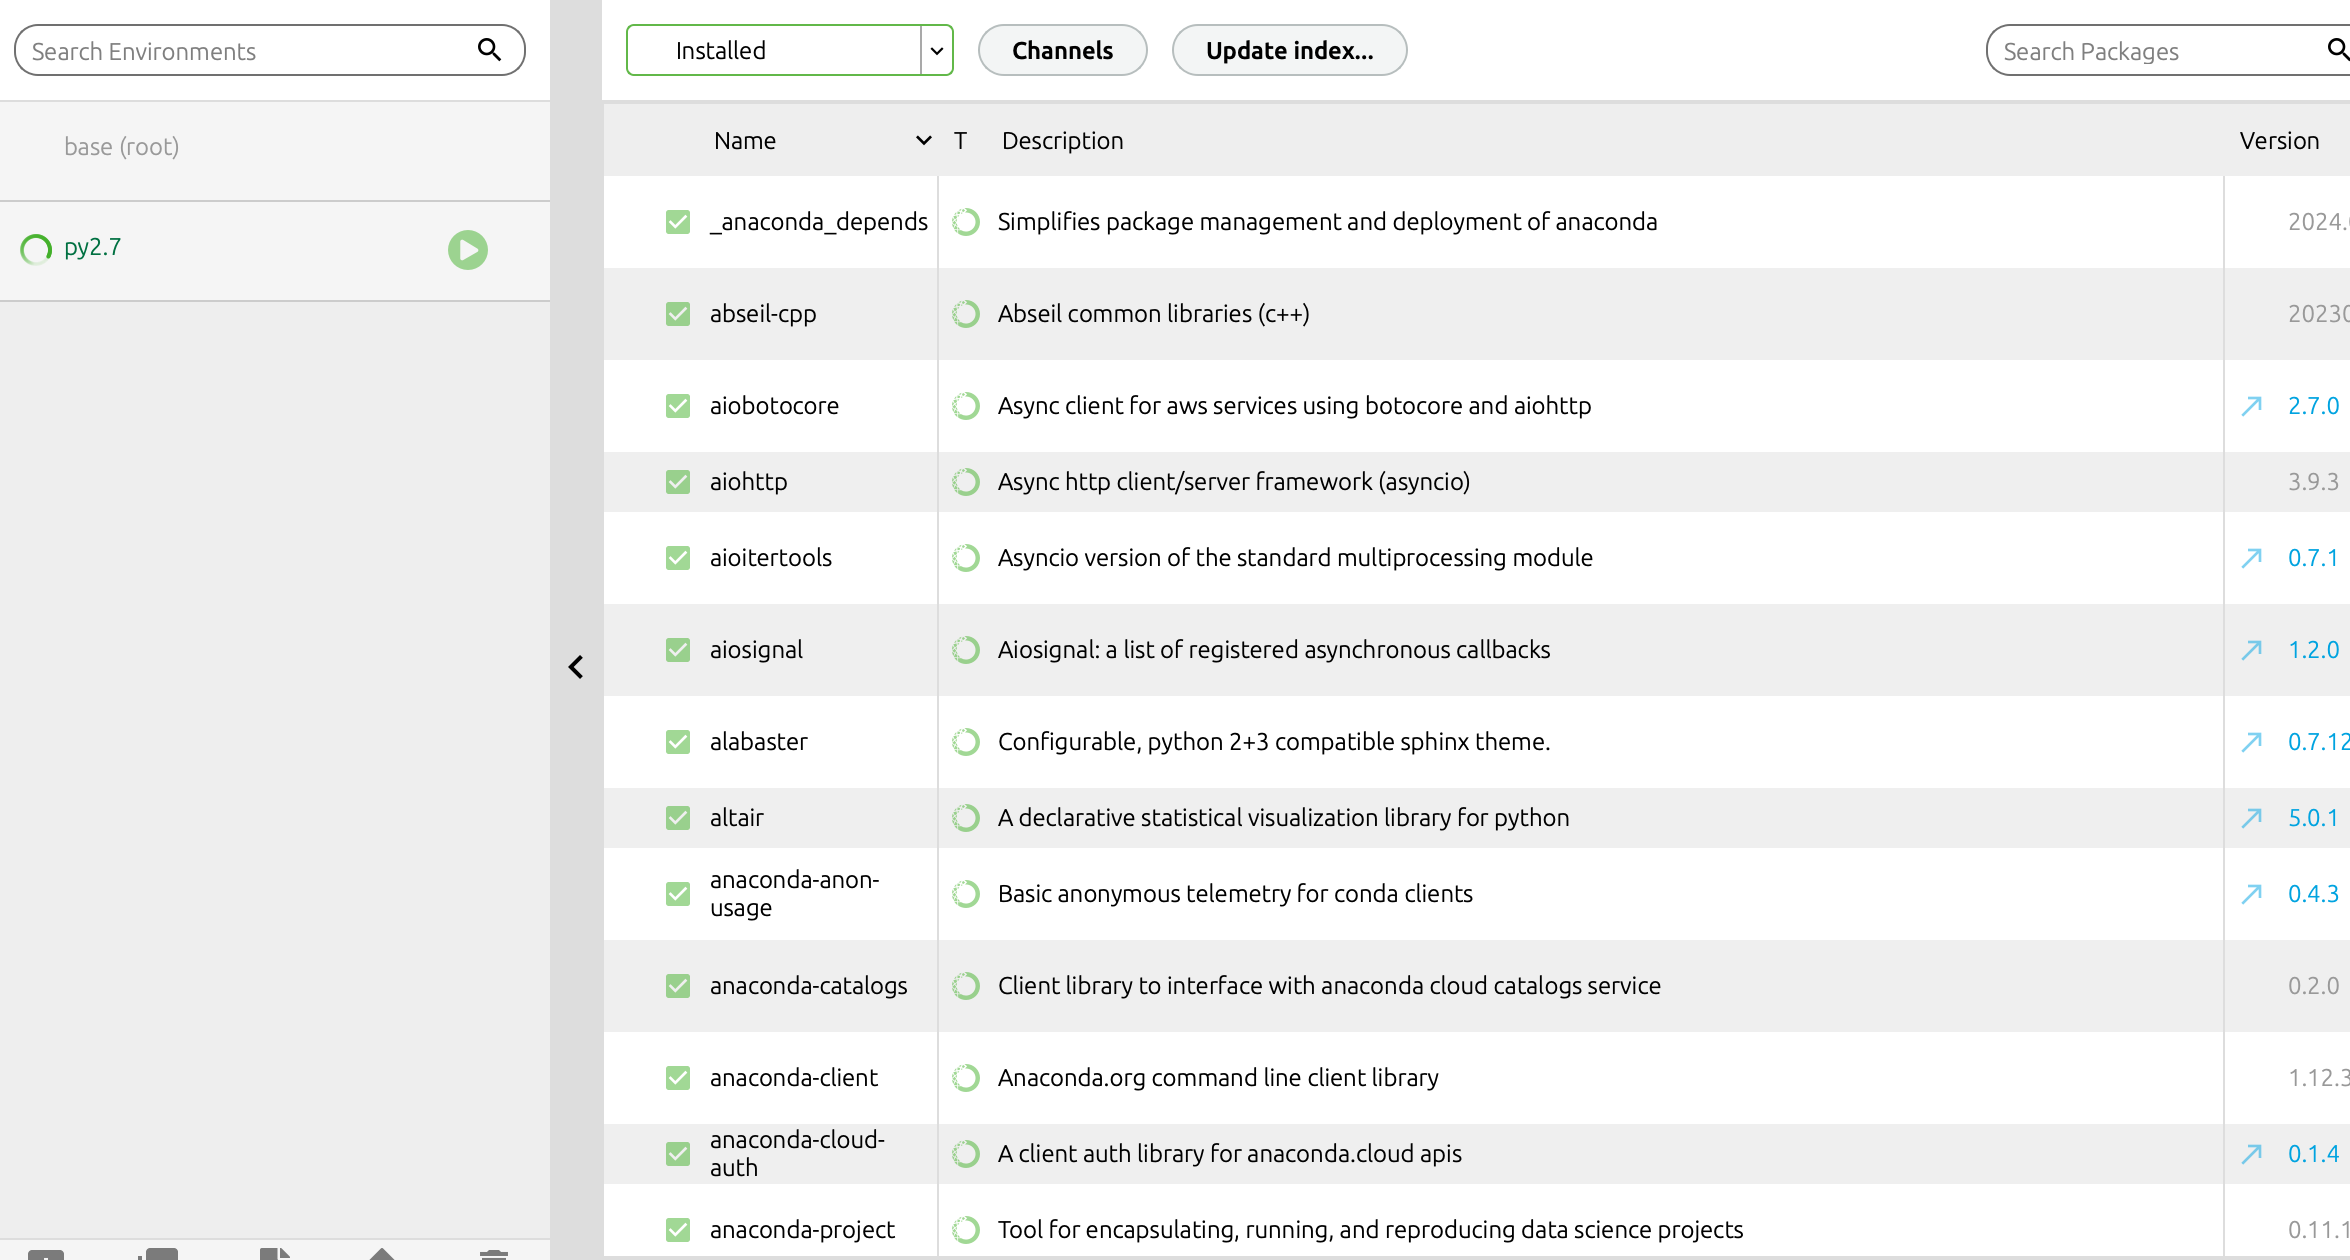 Search Environments
Installed
Channels
Update index...
Search Packages
base (root)
py2.7
Name
T
Description
Version
_anaconda_depends
Simplifies package management and deployment of anaconda
2024.
abseil-cpp
Abseil common libraries (c++)
20230
aiobotocore
Async client for aws services using botocore and aiohttp
2.7.0
aiohttp
Async http client/server framework (asyncio)
3.9.3
aioitertools
Asyncio version of the standard multiprocessing module
0.7.1
aiosignal
Aiosignal: a list of registered asynchronous callbacks
1.2.0
alabaster
Configurable, python 2+3 compatible sphinx theme.
0.7.12
altair
A declarative statistical visualization library for python
5.0.1
anaconda-anon-
usage
Basic anonymous telemetry for conda clients
0.4.3
anaconda-catalogs
Client library to interface with anaconda cloud catalogs service
0.2.0
anaconda-client
Anaconda.org command line client library
1.12.3
anaconda-cloud-
auth
A client auth library for anaconda.cloud apis
0.1.4
anaconda-project
Tool for encapsulating, running, and reproducing data science projects
0.11.1